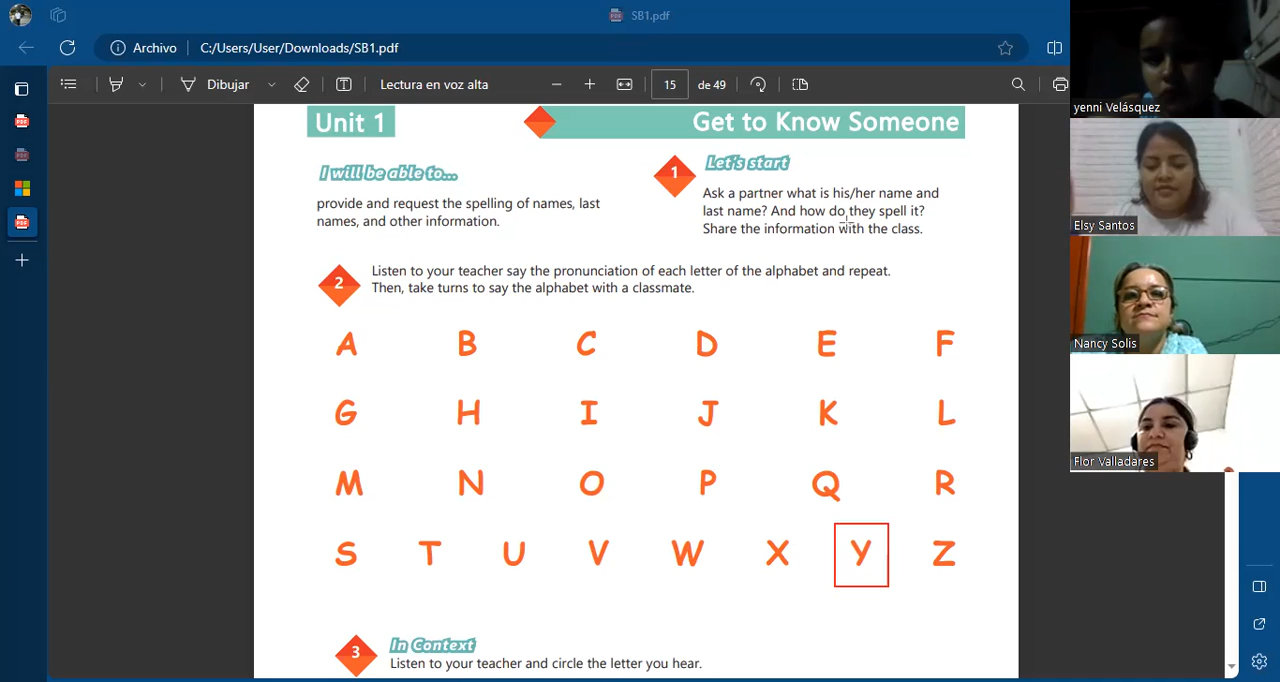 SB1.pdf
Archivo
C:/Users/User/Downloads/SB1.pdf
Dibujar
Lectura en voz alta
15
de 49
Unit 1
Get to Know Someone
I will be able to...
provide and request the spelling of names, last
names, and other information.
1
Let's start
Ask a partner what is his/her name and
last name? And how do they spell it?
Share the information with the class.
2
Listen to your teacher say the pronunciation of each letter of the alphabet and repeat.
Then, take turns to say the alphabet with a classmate.
A B C D E F
G H I J K L
M N O P Q R
S T U V W X Y Z
3
In Context
Listen to your teacher and circle the letter you hear.
yenni Velásquez
Elsy Santos
Nancy Solis
Flor Valladares